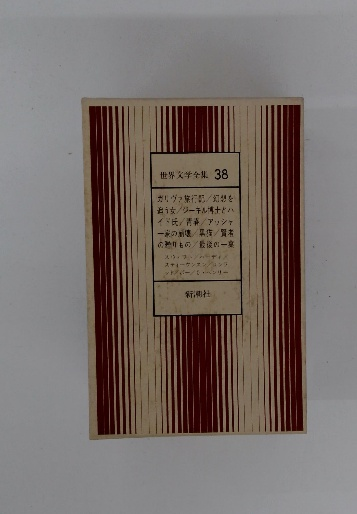 世界文学全集 38
ガリヴァ旅行記／幻想を
追う女／ジーキル博士とハ
イド氏／青春／アッシャ
ー家の崩壊／黒猫／賢者
の贈りもの／最後の一葉
新潮社